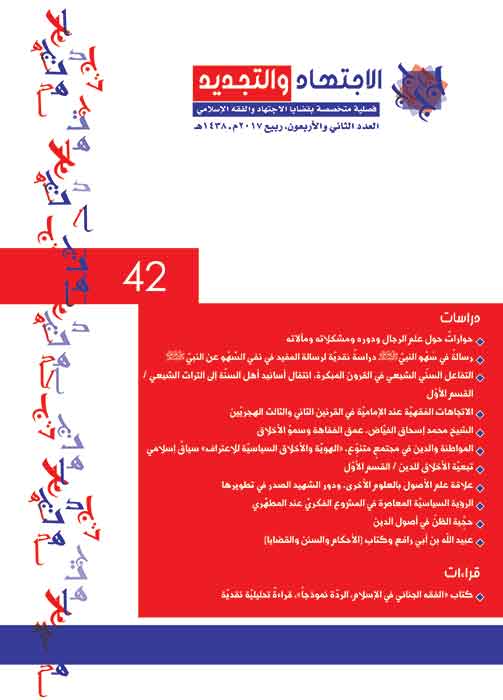 الاجتهاد والتجديد
فصلية متخصصة بقضايا الاجتهاد والفقه الإسلامي
العدد الثاني والأربعون، ربيع ٢٠١٧م ـ ١٤٣٨هـ
42
دراسات
حوارات حول علم الرجال ودوره ومشكلاته ومآلاته
رسالة في سهو النبيّ ﷺ دراسةٌ نقديّة لرسالة المفيد في نفي السَّهْو عن النبيّ ﷺ
التفاعل السنّي الشيعي في القرون المبكرة، انتقال أسانيد أهل السنّة إلى التراث الشيعي /
القسم الأوّل
الاتجاهات الفقهيّة عند الإماميّة في القرنين الثاني والثالث الهجريّين
الشيخ محمد إسحاق الفيّاض، عمق الفقاهة وسموّ الأخلاق
المواطنة والدين في مجتمعٍ متنوّع، «الهويّة والأخلاق السياسيّة للاعتراف» سياقٌ إسلامي
تبعيّة الأخلاق للدين / القسم الأوّل
علاقة علم الأصول بالعلوم الأخرى، ودور الشهيد الصدر في تطويرها
الرؤية السياسيّة المعاصرة في المشروع الفكريّ عند المطهّري
حجّية الظنّ في أصول الدين
عبيد الله بن أبي رافع وكتاب (الأحكام والسنن والقضايا)
قراءات
كتاب «الفقه الجنائي في الإسلام، الردّة نموذجاً»، قراءةٌ تحليليّة نقديّة